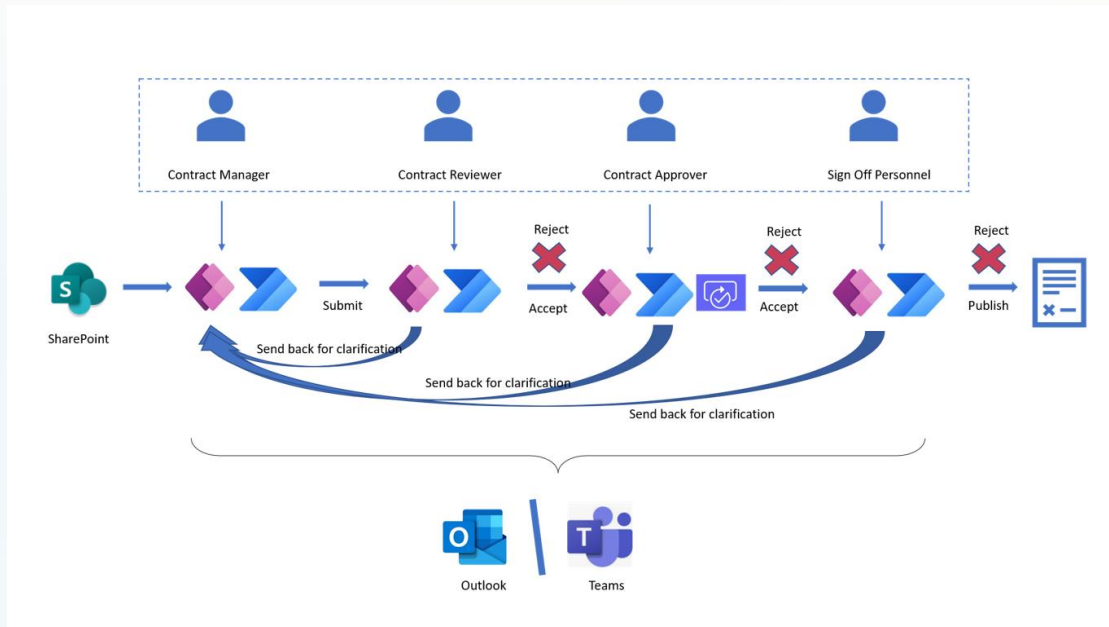 Contract Manager
Contract Reviewer
Contract Approver
Sign Off Personnel
Reject
Reject
Reject
S
SharePoint
Submit
Accept
Accept
Publish
Send back for clarification
Send back for clarification
Send back for clarification
O
T
Outlook
Teams